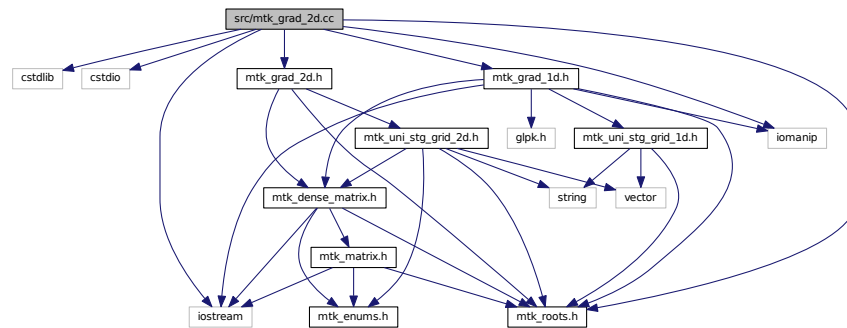 src/mtk_grad_2d.cc
cstdlib
cstdio
mtk_grad_2d.h
mtk_grad_1d.h
mtk_uni_stg_grid_2d.h
glpk.h
mtk_uni_stg_grid_1d.h
iomanip
mtk_dense_matrix.h
string
vector
mtk_matrix.h
iostream
mtk_enums.h
mtk_roots.h